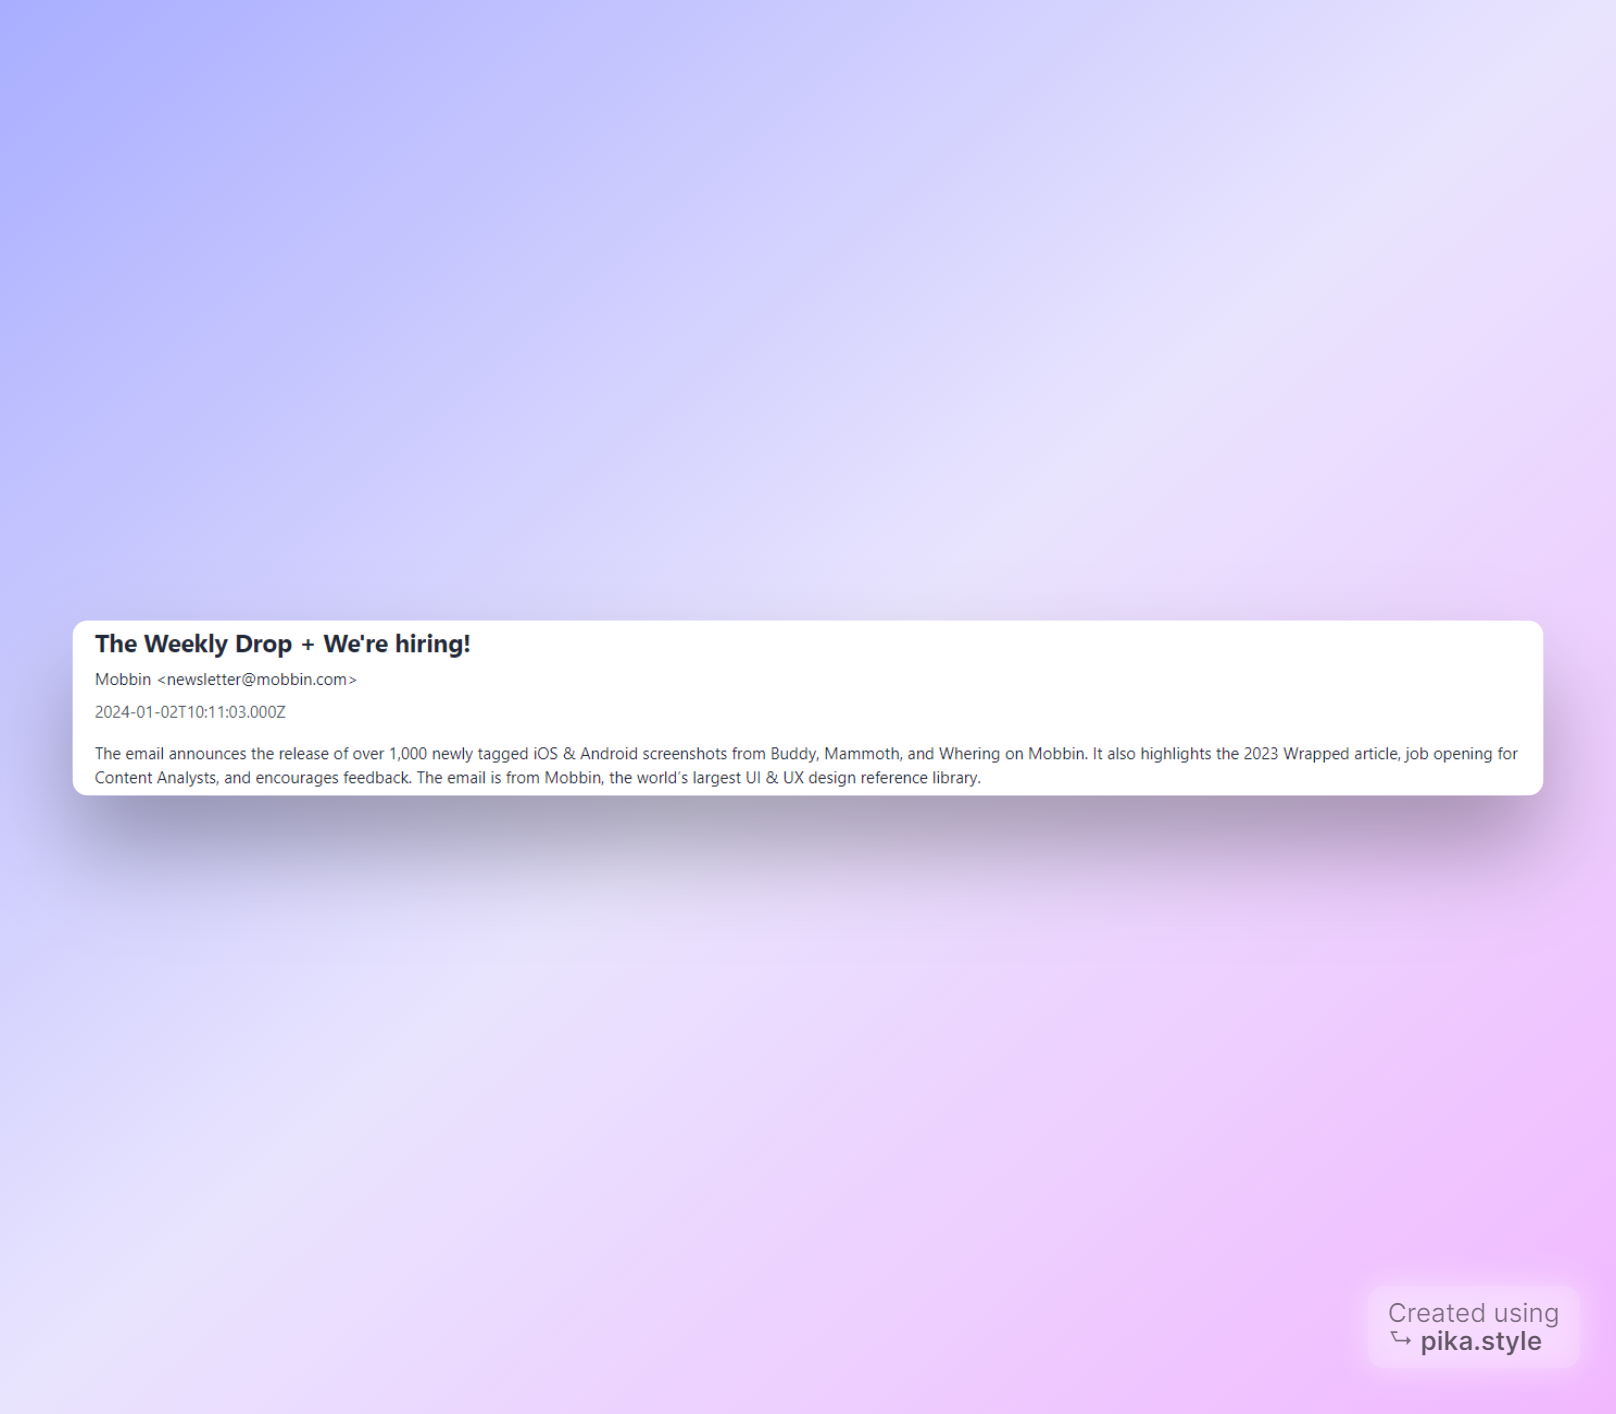 The Weekly Drop + We're hiring!
Mobbin <newsletter@mobbin.com>
2024-01-02T10:11:03.000Z
The email announces the release of over 1,000 newly tagged iOS & Android screenshots from Buddy, Mammoth, and Whering on Mobbin. It also highlights the 2023 Wrapped article, job opening for
Content Analysts, and encourages feedback. The email is from Mobbin, the world's largest UI & UX design reference library.
Created using
pika.style